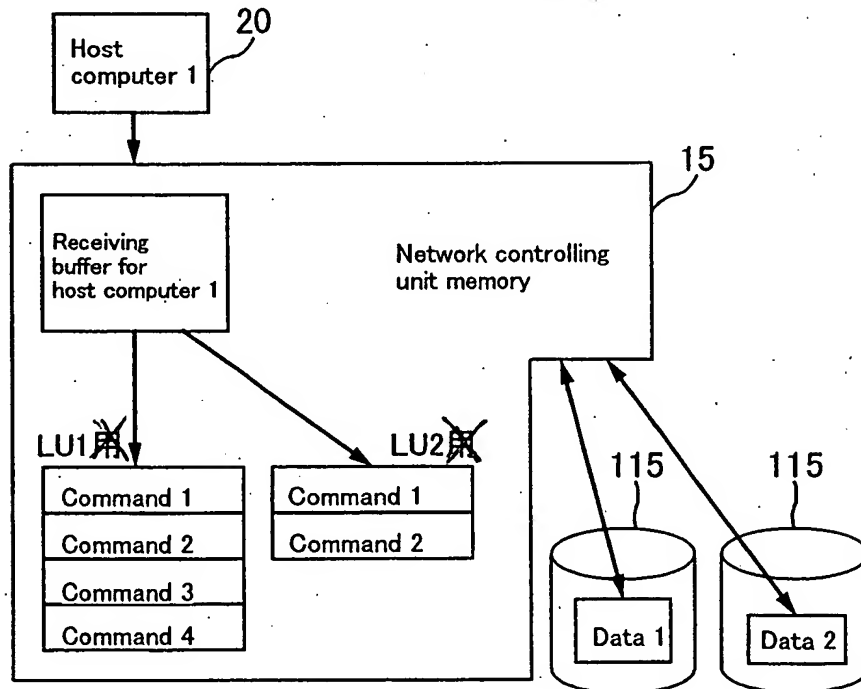 Host
computer 1
20
15
Receiving
buffer for
host computer 1
Network controlling
unit memory
LU1用
LU2用
Command 1
Command 2
Command 3
Command 4
Command 1
Command 2
115
115
Data 1
Data 2